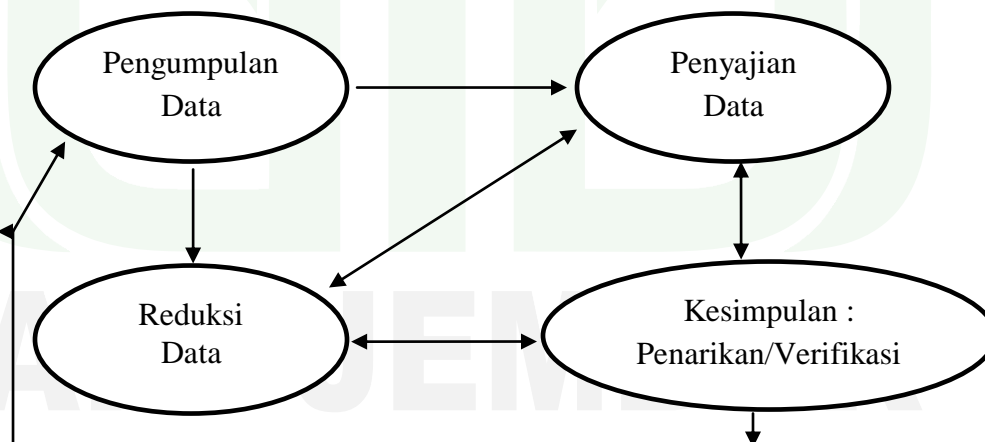 Pengumpulan
Data
Penyajian
Data
Reduksi
Data
Kesimpulan :
Penarikan/Verifikasi